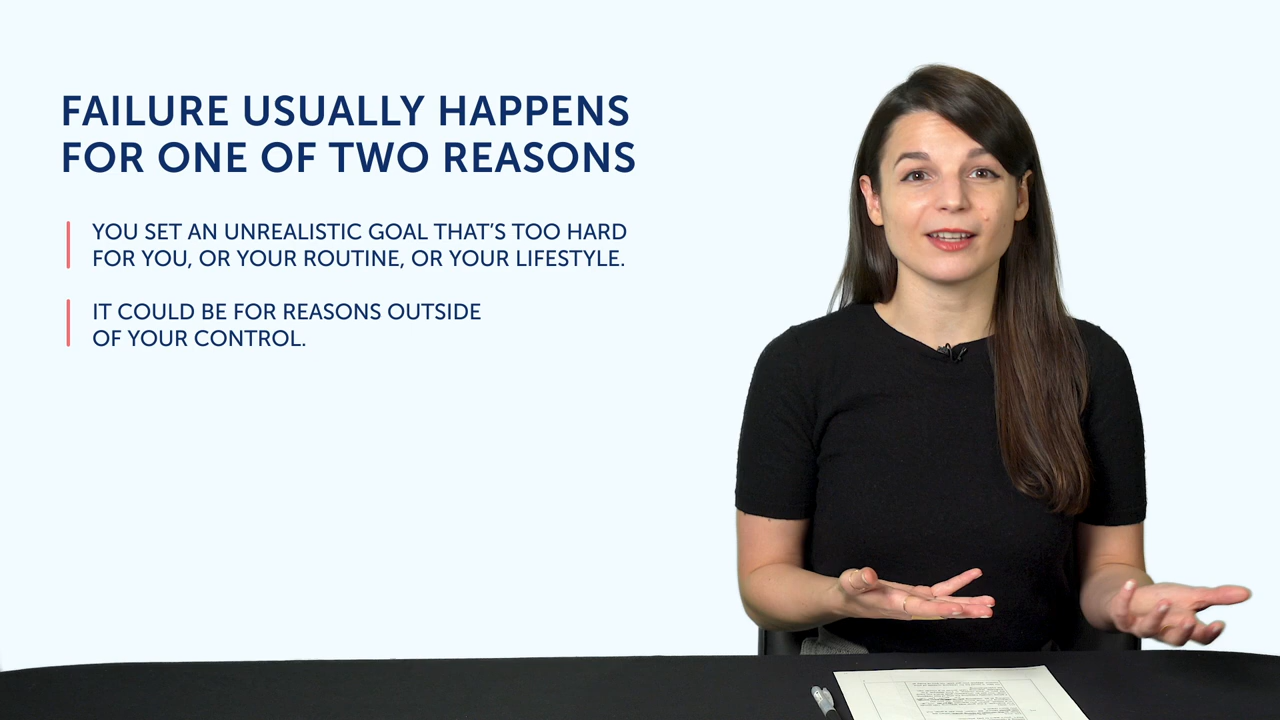 FAILURE USUALLY HAPPENS
FOR ONE OF TWO REASONS
YOU SET AN UNREALISTIC GOAL THAT'S TOO HARD
FOR YOU, OR YOUR ROUTINE, OR YOUR LIFESTYLE.
IT COULD BE FOR REASONS OUTSIDE
OF YOUR CONTROL.